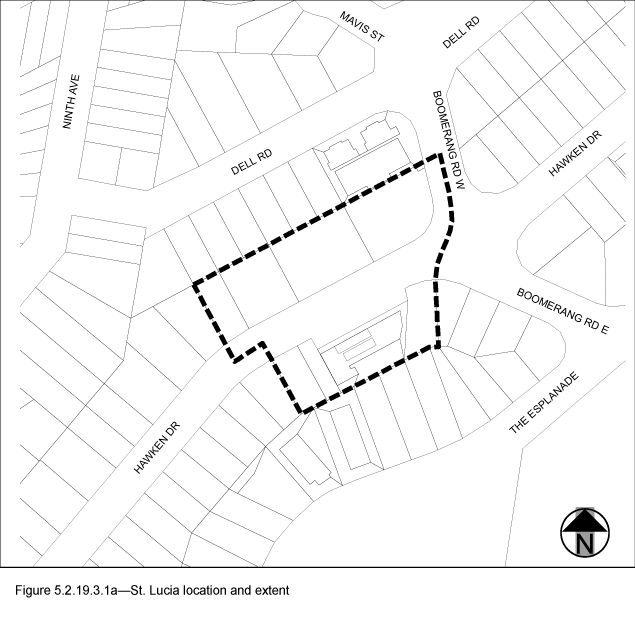 MAVIS ST
DELL RD
NINTH AVE
BOOMERANG RD W
HAWKEN DR
DELL RD
BOOMERANG RD E
THE ESPLANADE
HAWKEN DR
N
Figure 5.2.19.3.1a—St. Lucia location and extent